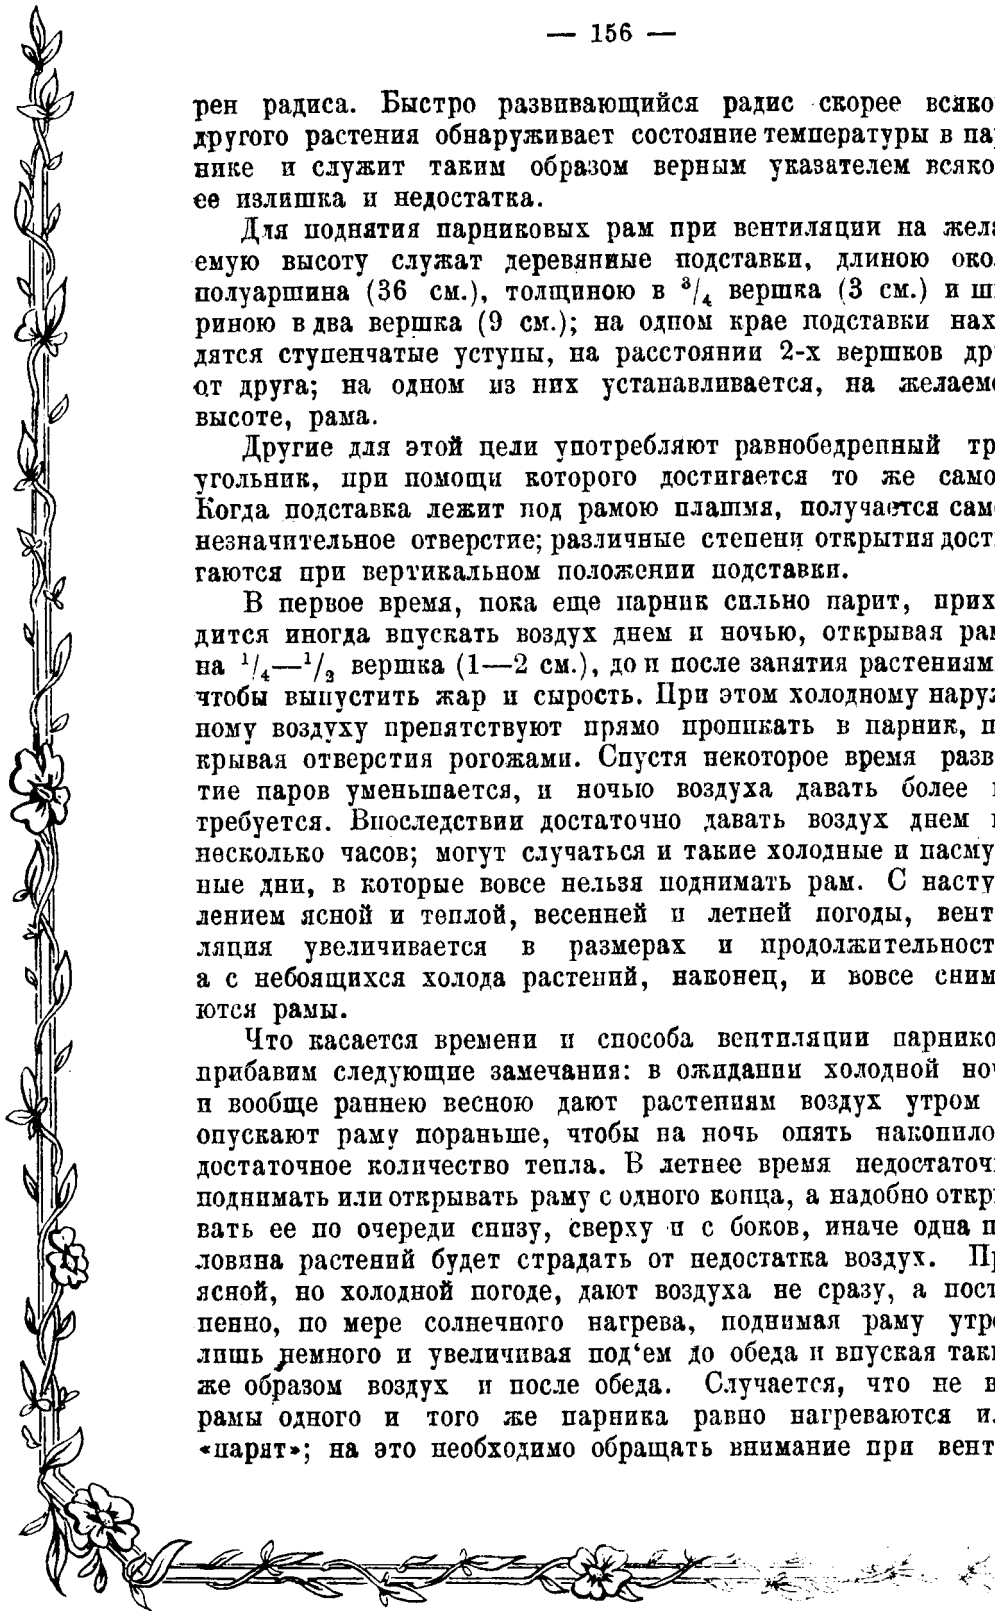 — 156 —
рен радиса. Быстро развивающийся радис скорее всяко
другого растения обнаруживает состояние температуры в па
нике и служит таким образом верным указателем всяко
ее излишка и недостатка.
Для поднятия парниковых рам при вентиляции на жела
емую высоту служат деревянные подставки, длиною око
полуаршина (36 см.), толщиною в ³/₄ вершка (3 см.) и ши
риною в два вершка (9 см.); на одном крае подставки нахо
дятся ступенчатые уступы, на расстоянии 2-х вершков дру
от друга; на одном из них устанавливается, на желаемо
высоте, рама.
Другие для этой цели употребляют равнобедренный тр
угольник, при помощи которого достигается то же само
Когда подставка лежит под рамою плашмя, получается само
незначительное отверстие; различные степени открытия дост
гаются при вертикальном положении подставки.
В первое время, пока еще парник сильно парит, прихо
дится иногда впускать воздух днем и ночью, открывая рам
на ¹/₄—¹/₂ вершка (1—2 см.), до и после занятия растениям
чтобы выпустить жар и сырость. При этом холодному наруж
ному воздуху препятствуют прямо проникать в парник, п
крывая отверстия рогожами. Спустя некоторое время разв
тие паров уменьшается, и ночью воздуха давать более
требуется. Впоследствии достаточно давать воздух днем
несколько часов; могут случаться и такие холодные и пасму
ные дни, в которые вовсе нельзя поднимать рам. С насту
лением ясной и теплой, весенней и летней погоды, вент
ляция увеличивается в размерах и продолжительност
а с небоящихся холода растений, наконец, и вовсе сним
ются рамы.
Что касается времени и способа вентиляции парнико
прибавим следующие замечания: в ожидании холодной ноч
и вообще раннею весною дают растениям воздух утром
опускают раму пораньше, чтобы на ночь опять накопило
достаточное количество тепла. В летнее время недостаточ
поднимать или открывать раму с одного конца, а надобно откры
вать ее по очереди снизу, сверху и с боков, иначе одна п
ловина растений будет страдать от недостатка воздух. Пр
ясной, но холодной погоде, дают воздуха не сразу, а пост
пенно, по мере солнечного нагрева, поднимая раму утро
лишь немного и увеличивая под‘ем до обеда и впуская так
же образом воздух и после обеда. Случается, что не в
рамы одного и того же парника равно нагреваются и
«парят»; на это необходимо обращать внимание при вент